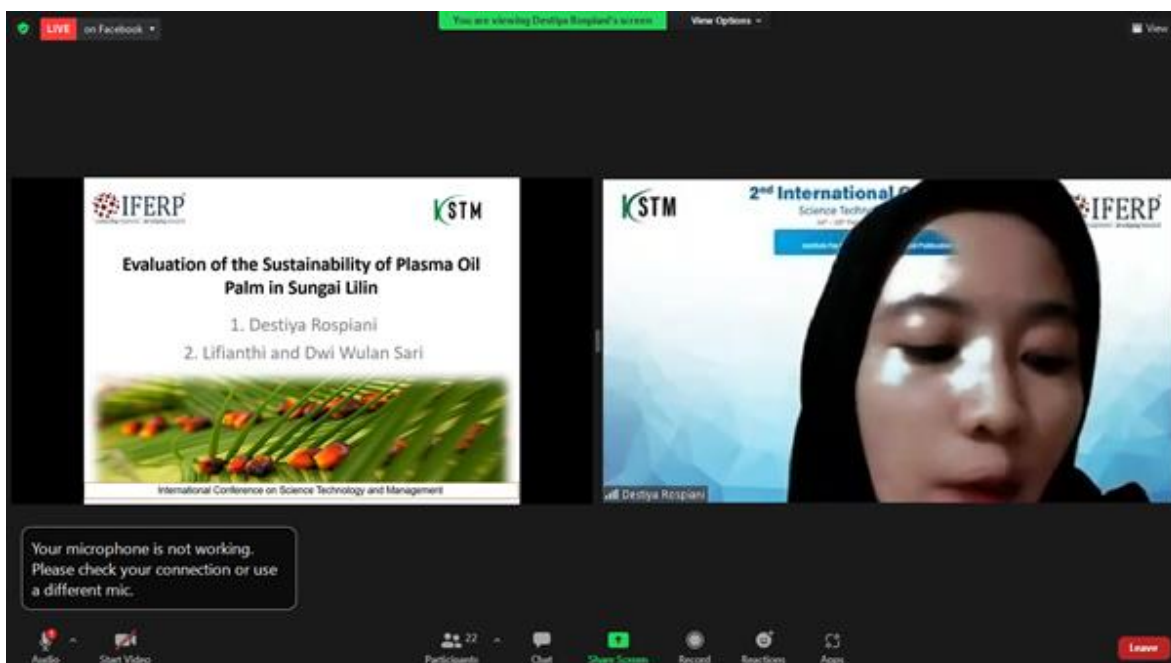 LIVE on Facebook
You are viewing Destiya Rospiani's screen
View Options
View
IFERP
KSTM
Evaluation of the Sustainability of Plasma Oil
Palm in Sungai Lilin
1. Destiya Rospiani
2. Lifianthi and Dwi Wulan Sari
International Conference on Science Technology and Management
KSTM
2nd International
Science Techn
IFERP
Destiya Rospiani
Your microphone is not working.
Please check your connection or use
a different mic.
22
Audio
Start Video
Participants
Chat
Share Screen
Record
Reactions
Apps
Leave